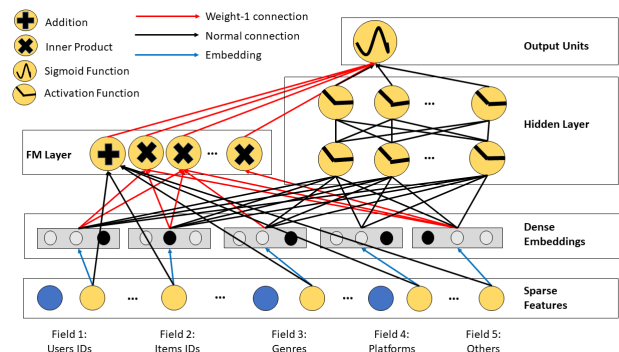 Addition
Weight-1 connection
Inner Product
Normal connection
Embedding
Sigmoid Function
Activation Function
Output Units
Hidden Layer
FM Layer
...
...
...
Dense
Embeddings
Sparse
Features
...
...
...
...
Field 1:
Users IDs
Field 2:
Items IDs
Field 3:
Genres
Field 4:
Platforms
Field 5:
Others